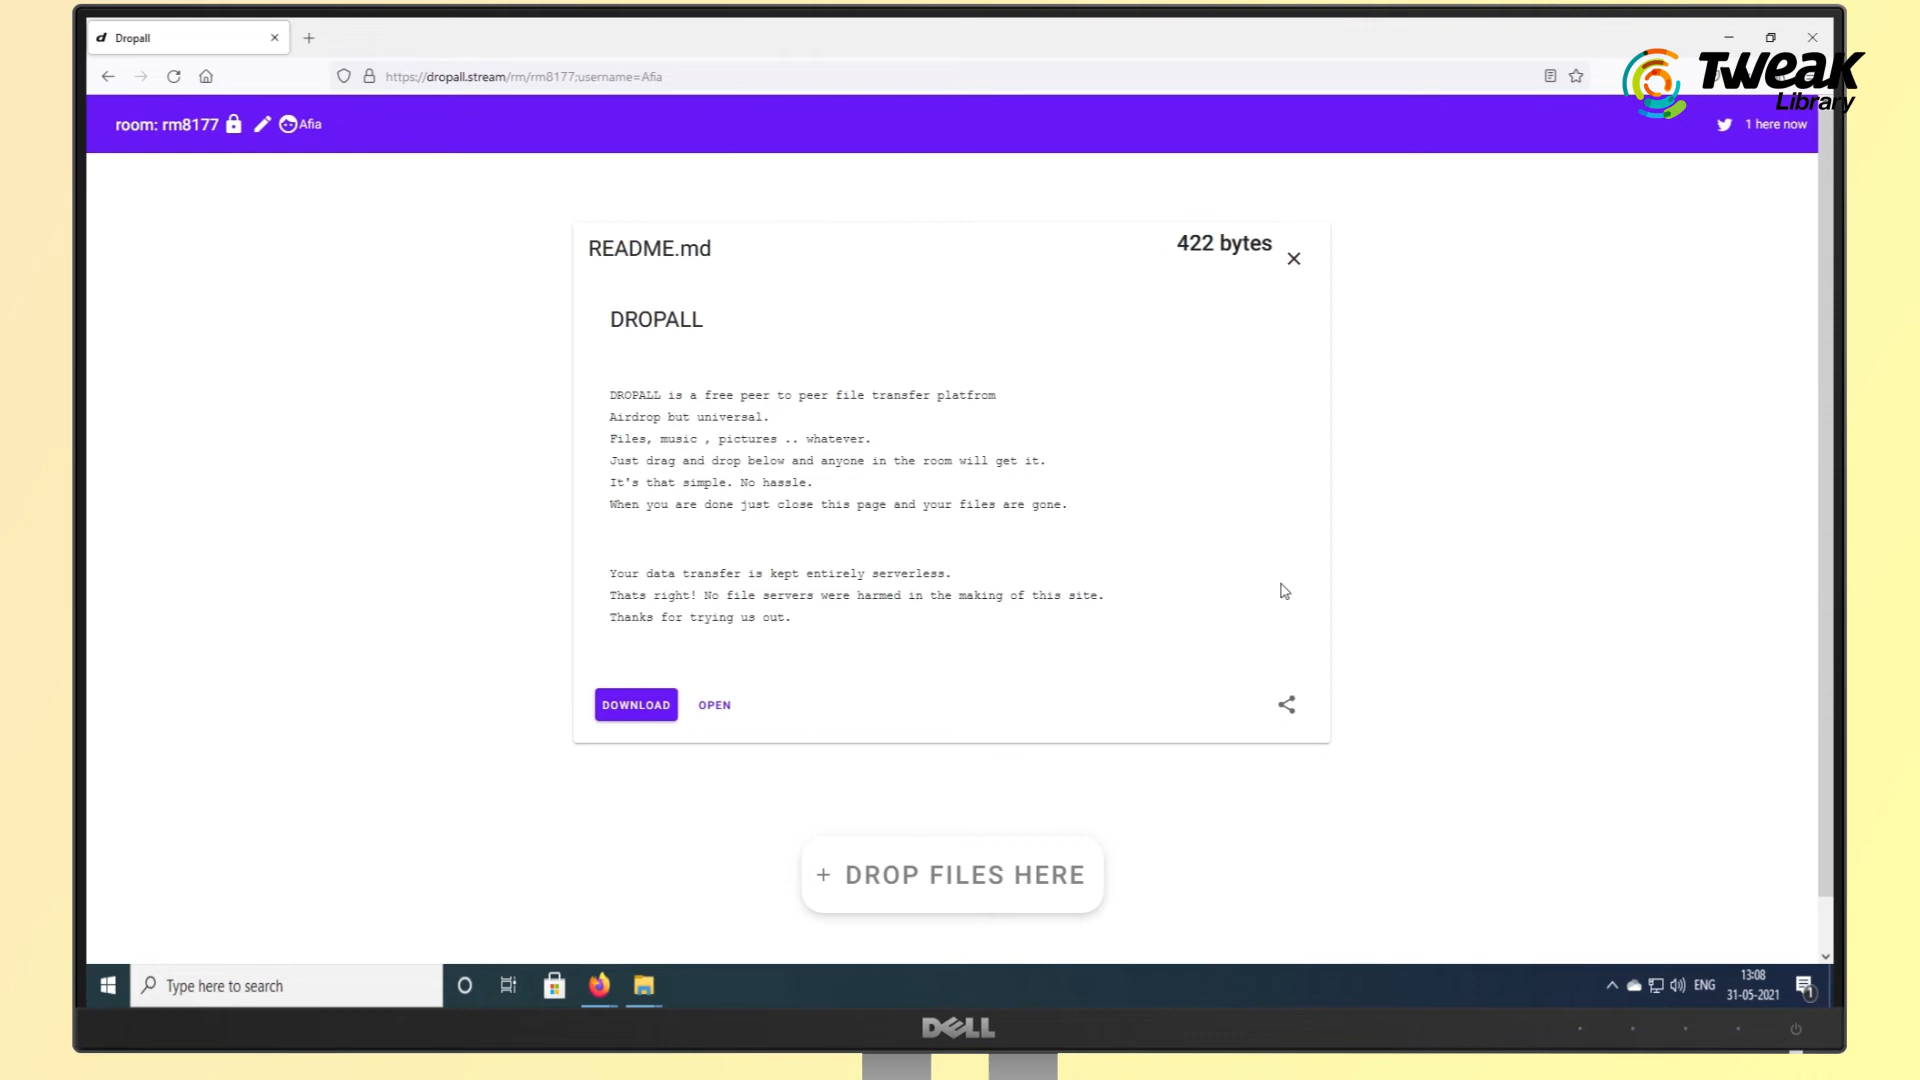 Dropall
https://dropall.stream/rm/rm8177;username=Afia
TWEAK
Library
room: rm8177
Afia
1 here now
README.md
422 bytes
DROPALL
DROPALL is a free peer to peer file transfer platfrom
Airdrop but universal.
Files, music , pictures .. whatever.
Just drag and drop below and anyone in the room will get it.
It's that simple. No hassle.
When you are done just close this page and your files are gone.
Your data transfer is kept entirely serverless.
Thats right! No file servers were harmed in the making of this site.
Thanks for trying us out.
DOWNLOAD
OPEN
+ DROP FILES HERE
Type here to search
ENG
13:08
31-05-2021
1
DELL